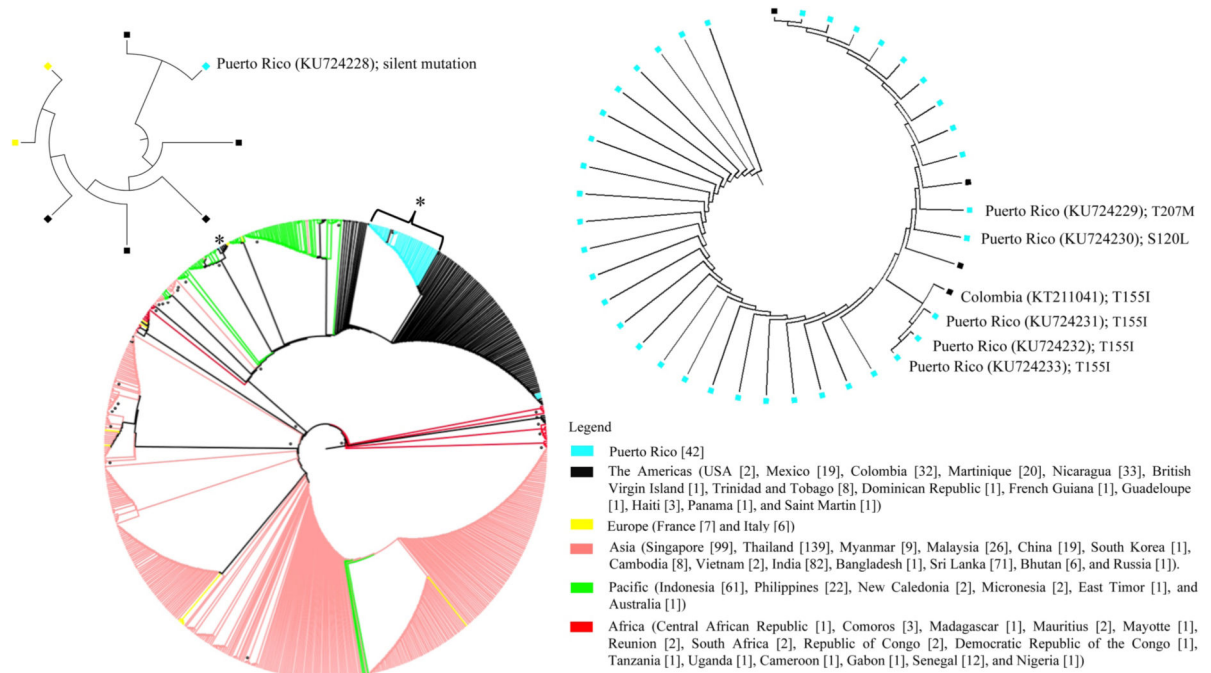 Puerto Rico (KU724228); silent mutation
*
*
Puerto Rico (KU724229); T207M
Puerto Rico (KU724230); S120L
Colombia (KT211041); T155I
Puerto Rico (KU724231); T155I
Puerto Rico (KU724232); T155I
Puerto Rico (KU724233); T155I
Legend
Puerto Rico [42]
The Americas (USA [2], Mexico [19], Colombia [32], Martinique [20], Nicaragua [33], British
Virgin Island [1], Trinidad and Tobago [8], Dominican Republic [1], French Guiana [1], Guadeloupe
[1], Haiti [3], Panama [1], and Saint Martin [1])
Europe (France [7] and Italy [6])
Asia (Singapore [99], Thailand [139], Myanmar [9], Malaysia [26], China [19], South Korea [1],
Cambodia [8], Vietnam [2], India [82], Bangladesh [1], Sri Lanka [71], Bhutan [6], and Russia [1]).
Pacific (Indonesia [61], Philippines [22], New Caledonia [2], Micronesia [2], East Timor [1], and
Australia [1])
Africa (Central African Republic [1], Comoros [3], Madagascar [1], Mauritius [2], Mayotte [1],
Reunion [2], South Africa [2], Republic of Congo [2], Democratic Republic of the Congo [1],
Tanzania [1], Uganda [1], Cameroon [1], Gabon [1], Senegal [12], and Nigeria [1])